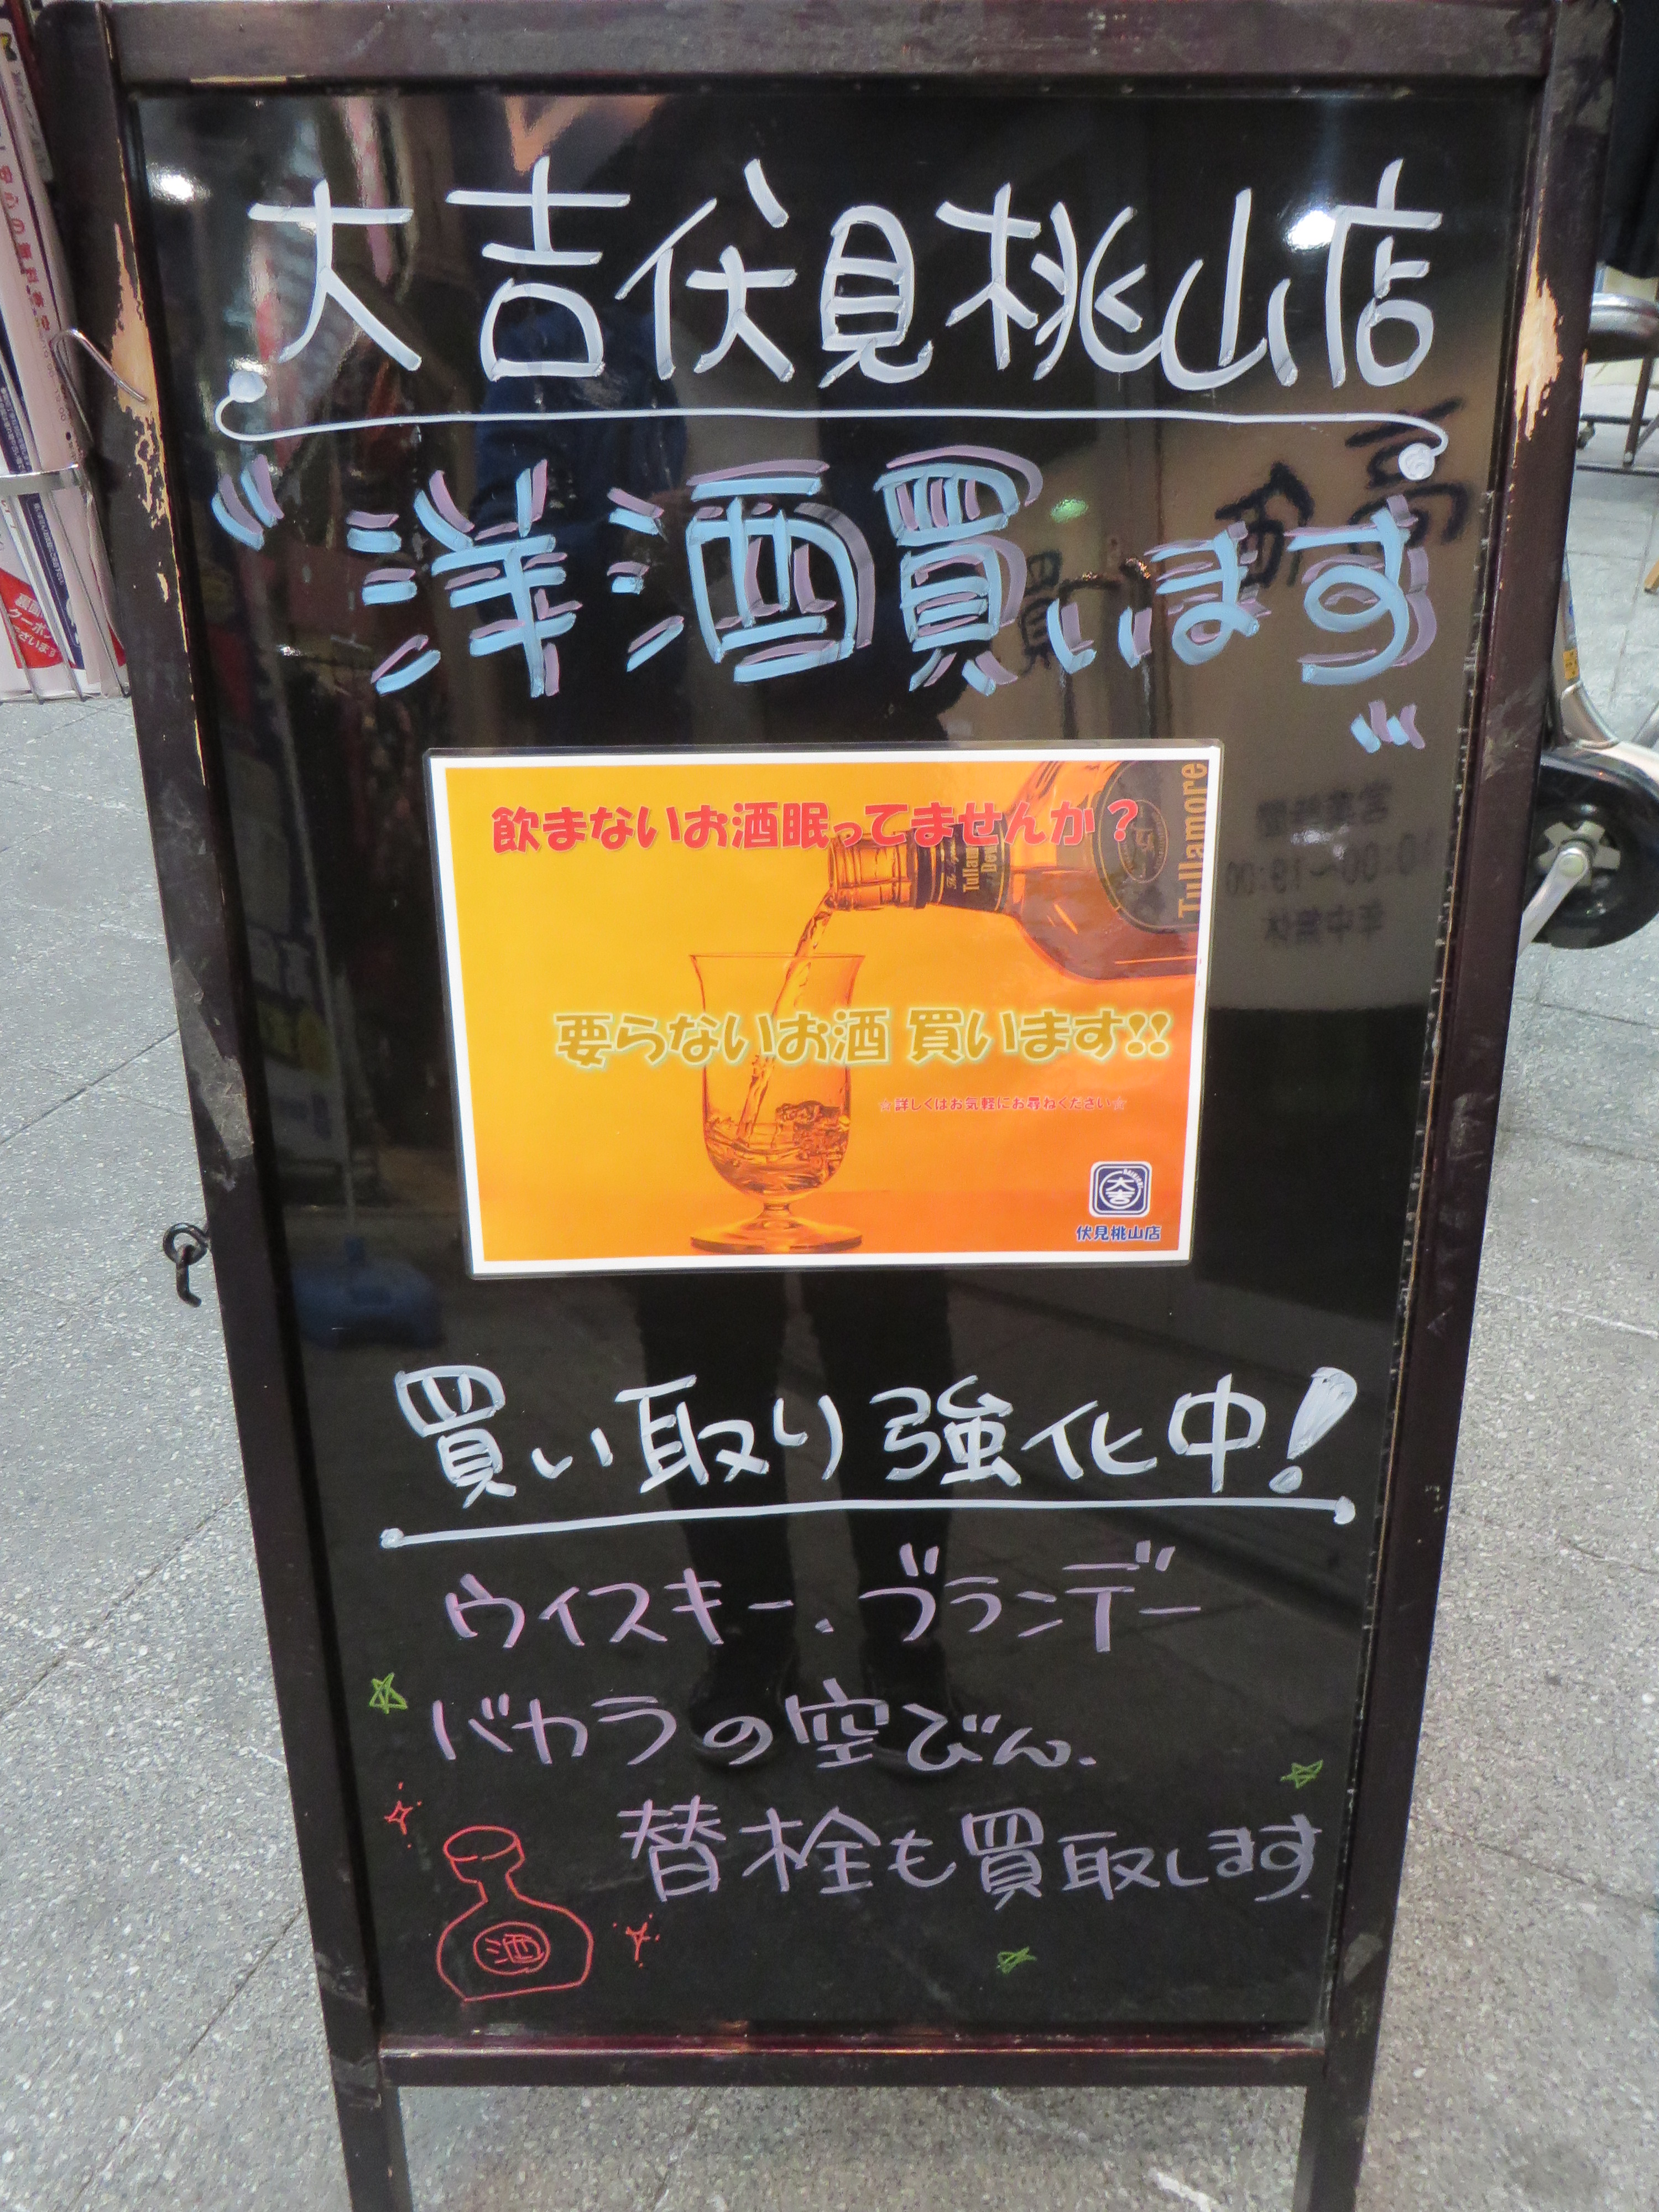 大吉伏見桃山店
"洋酒買います"
飲まないお酒眠ってませんか?
Tullamore
Tullam
Dew
要らないお酒 買います!!
☆詳しくはお気軽にお尋ねください☆
大吉
伏見桃山店
買い取り強化中!
ウイスキー・ブランデー
バカラの空びん、
替栓も買取します
酒